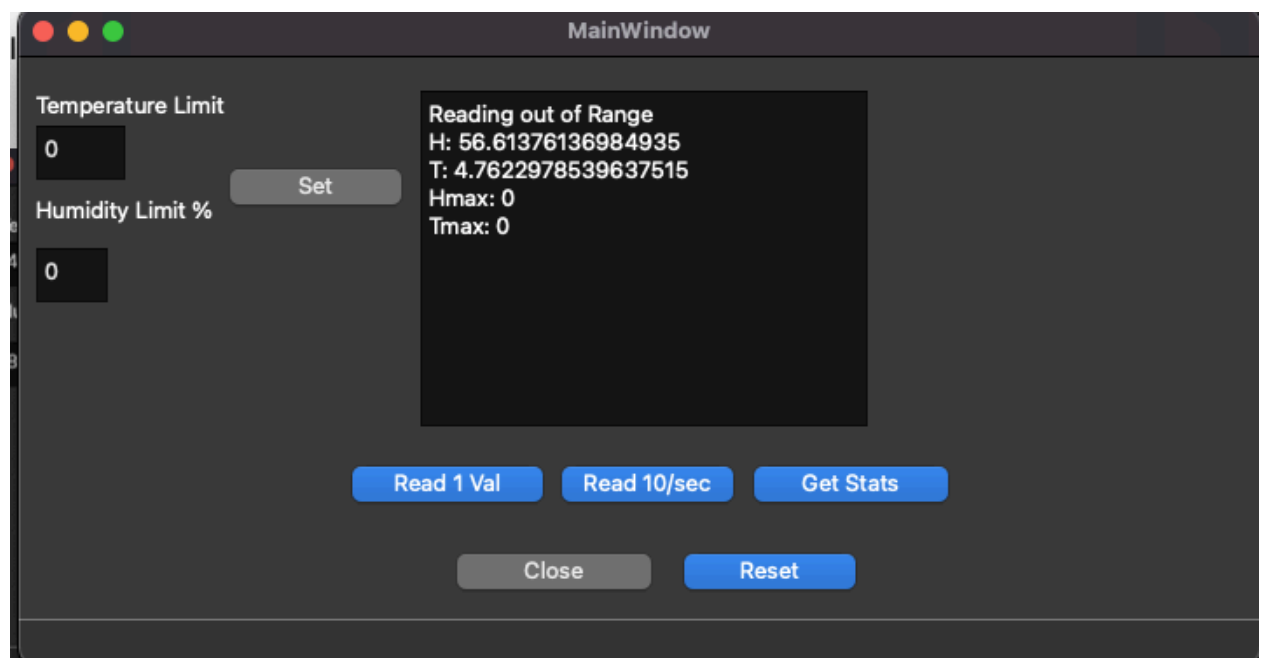 MainWindow
Temperature Limit
0
Set
Humidity Limit %
0
Reading out of Range
H: 56.61376136984935
T: 4.7622978539637515
Hmax: 0
Tmax: 0
Read 1 Val
Read 10/sec
Get Stats
Close
Reset